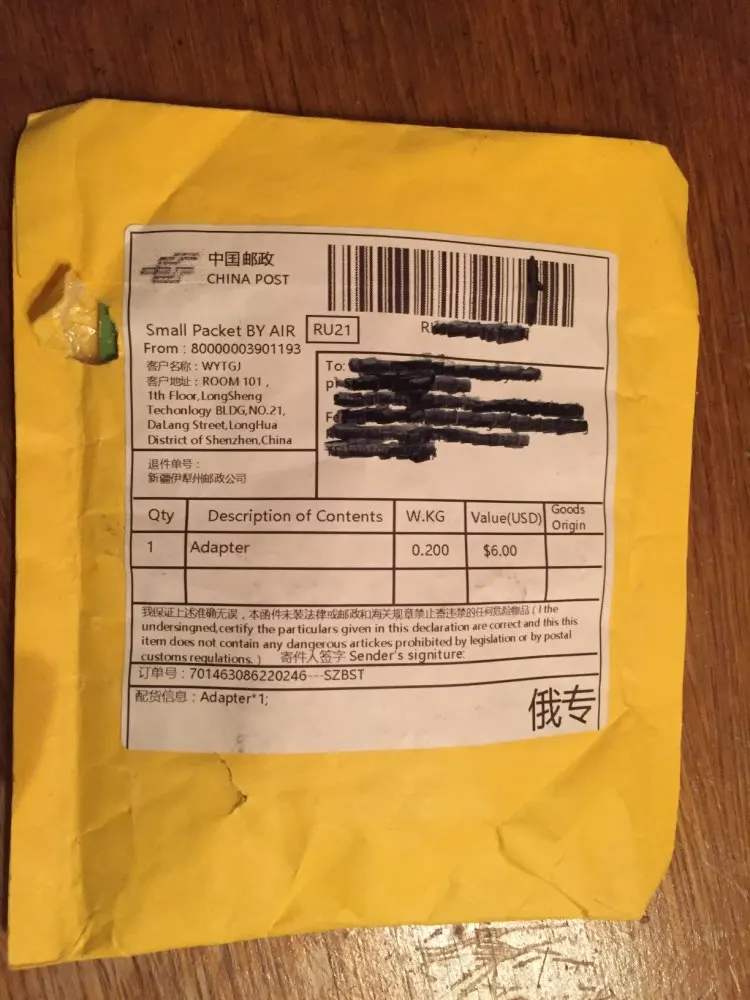 中国邮政
CHINA POST
Small Packet BY AIR
RU21
From : 80000003901193
客户名称 : WYTGJ
客户地址 : ROOM 101 ,
1th Floor,LongSheng
Techonlogy BLDG,NO.21,
DaLang Street,LongHua
District of Shenzhen,China
To:
退件单号 :
新疆伊犁州邮政公司
Qty Description of Contents W.KG Value(USD) Goods Origin
1 Adapter 0.200 $6.00
我保证上述准确无误，本函件未装法律或邮政和海关规章禁止寄违禁的任何危险物品 ( I the
undersingned,certify the particulars given in this declaration are correct and this this
item does not contain any dangerous artickes prohibited by legislation or by postal
customs regulations. ) 寄件人签字 Sender's signiture:
订单号 : 701463086220246---SZBST
配货信息 : Adapter*1;
俄专